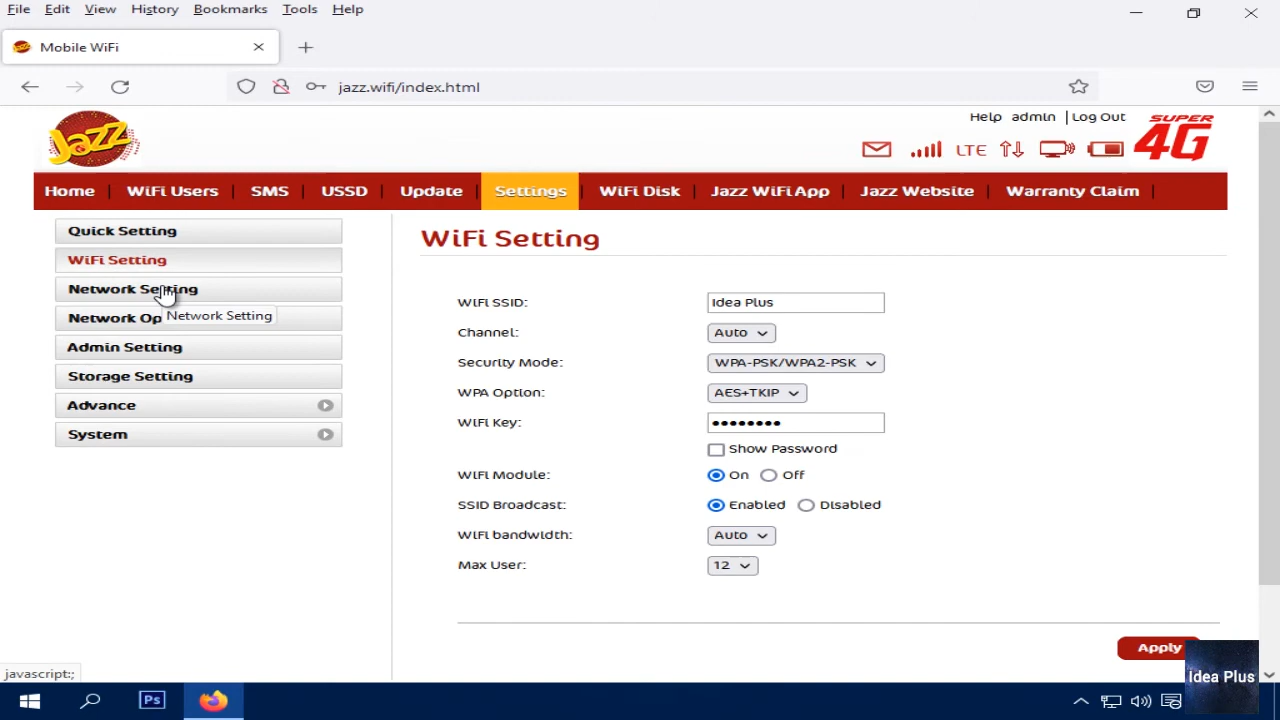 File Edit View History Bookmarks Tools Help
Mobile WiFi
jazz.wifi/index.html
Help admin | Log Out
Jazz
LTE
SUPER
4G
Home WiFi Users SMS USSD Update Settings WiFi Disk Jazz WiFi App Jazz Website Warranty Claim
Quick Setting
WiFi Setting
Network Setting
Network Op
Network Setting
Admin Setting
Storage Setting
Advance
System
WiFi Setting
WiFi SSID: Idea Plus
Channel: Auto
Security Mode: WPA-PSK/WPA2-PSK
WPA Option: AES+TKIP
WiFi Key: ••••••••
Show Password
WiFi Module: On Off
SSID Broadcast: Enabled Disabled
WiFi bandwidth: Auto
Max User: 12
Apply
javascript:;
Ps
Idea Plus